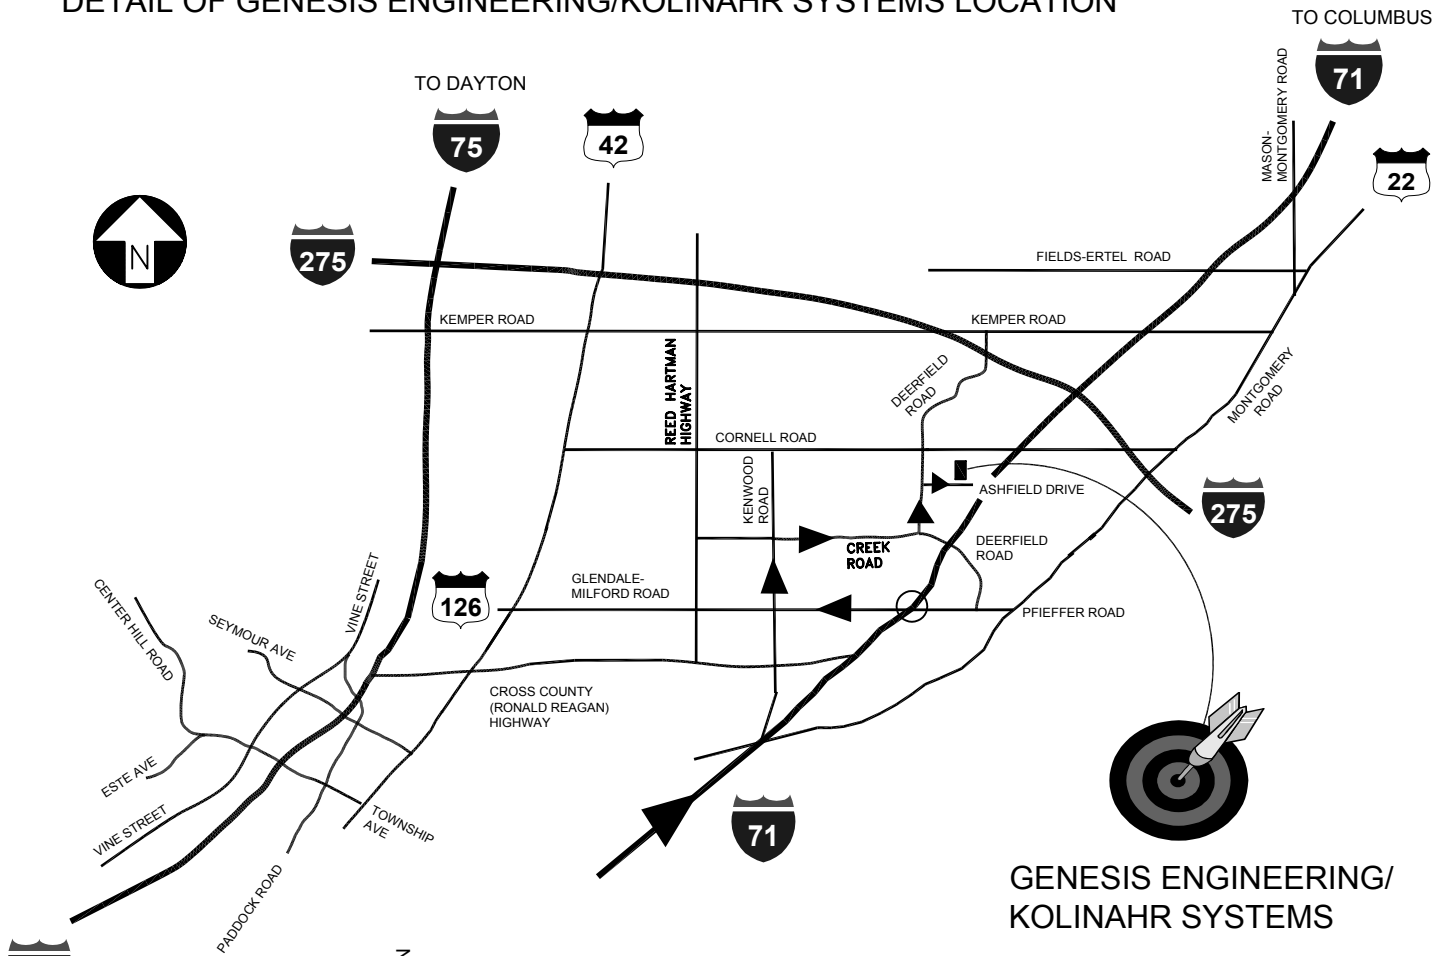 DETAIL OF GENESIS ENGINEERING/KOLINAHR SYSTEMS LOCATION
TO COLUMBUS
71
TO DAYTON
75
42
MASON-
MONTGOMERY ROAD
22
N
275
FIELDS-ERTEL ROAD
KEMPER ROAD
KEMPER ROAD
REED HARTMAN
HIGHWAY
DEERFIELD
ROAD
MONTGOMERY
ROAD
CORNELL ROAD
KENWOOD
ROAD
ASHFIELD DRIVE
275
CREEK
ROAD
DEERFIELD
ROAD
VINE STREET
CENTER HILL ROAD
SEYMOUR AVE
126
GLENDALE-
MILFORD ROAD
PFIEFFER ROAD
CROSS COUNTY
(RONALD REAGAN)
HIGHWAY
ESTE AVE
VINE STREET
TOWNSHIP
AVE
PADDOCK ROAD
71
GENESIS ENGINEERING/
KOLINAHR SYSTEMS